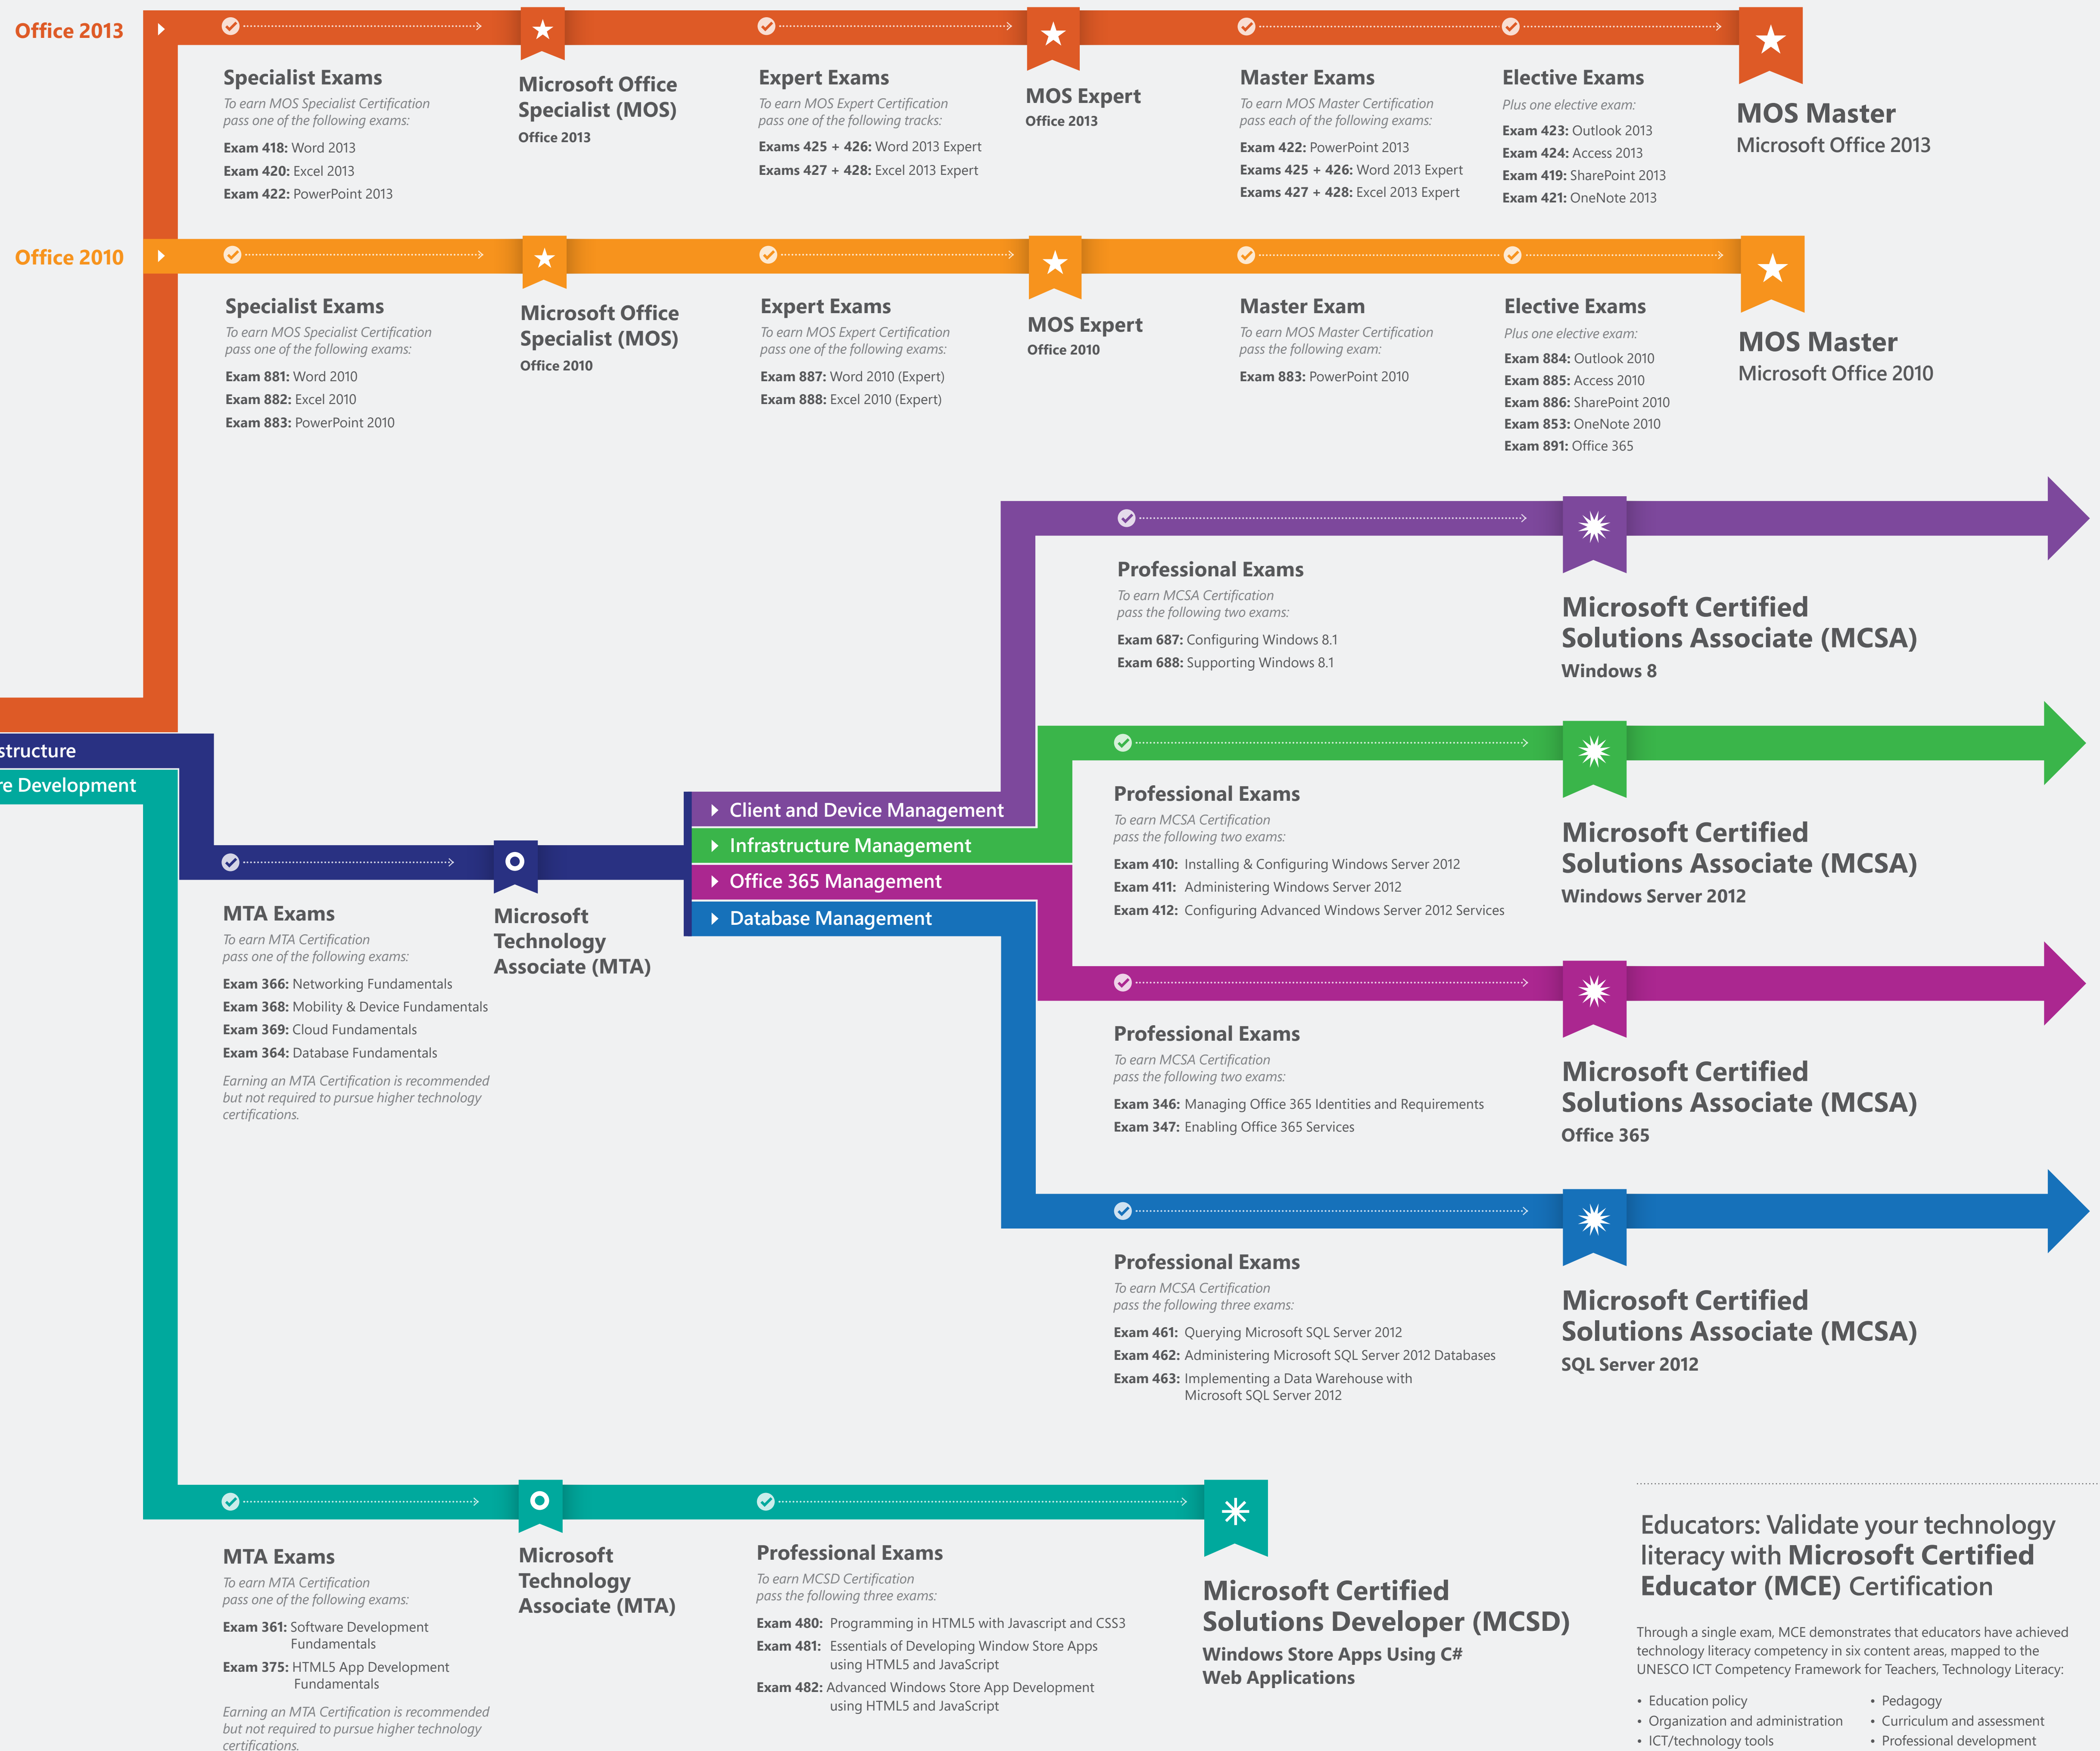 Office 2013
Specialist Exams
To earn MOS Specialist Certification
pass one of the following exams:
Exam 418: Word 2013
Exam 420: Excel 2013
Exam 422: PowerPoint 2013
Microsoft Office
Specialist (MOS)
Office 2013
Expert Exams
To earn MOS Expert Certification
pass one of the following tracks:
Exams 425 + 426: Word 2013 Expert
Exams 427 + 428: Excel 2013 Expert
MOS Expert
Office 2013
Master Exams
To earn MOS Master Certification
pass each of the following exams:
Exam 422: PowerPoint 2013
Exams 425 + 426: Word 2013 Expert
Exams 427 + 428: Excel 2013 Expert
Elective Exams
Plus one elective exam:
Exam 423: Outlook 2013
Exam 424: Access 2013
Exam 419: SharePoint 2013
Exam 421: OneNote 2013
MOS Master
Microsoft Office 2013
Office 2010
Specialist Exams
To earn MOS Specialist Certification
pass one of the following exams:
Exam 881: Word 2010
Exam 882: Excel 2010
Exam 883: PowerPoint 2010
Microsoft Office
Specialist (MOS)
Office 2010
Expert Exams
To earn MOS Expert Certification
pass one of the following exams:
Exam 887: Word 2010 (Expert)
Exam 888: Excel 2010 (Expert)
MOS Expert
Office 2010
Master Exam
To earn MOS Master Certification
pass the following exam:
Exam 883: PowerPoint 2010
Elective Exams
Plus one elective exam:
Exam 884: Outlook 2010
Exam 885: Access 2010
Exam 886: SharePoint 2010
Exam 853: OneNote 2010
Exam 891: Office 365
MOS Master
Microsoft Office 2010
Professional Exams
To earn MCSA Certification
pass the following two exams:
Exam 687: Configuring Windows 8.1
Exam 688: Supporting Windows 8.1
Microsoft Certified
Solutions Associate (MCSA)
Windows 8
structure
re Development
MTA Exams
To earn MTA Certification
pass one of the following exams:
Exam 366: Networking Fundamentals
Exam 368: Mobility & Device Fundamentals
Exam 369: Cloud Fundamentals
Exam 364: Database Fundamentals
Earning an MTA Certification is recommended
but not required to pursue higher technology
certifications.
Microsoft
Technology
Associate (MTA)
Client and Device Management
Infrastructure Management
Office 365 Management
Database Management
Professional Exams
To earn MCSA Certification
pass the following two exams:
Exam 410: Installing & Configuring Windows Server 2012
Exam 411: Administering Windows Server 2012
Exam 412: Configuring Advanced Windows Server 2012 Services
Microsoft Certified
Solutions Associate (MCSA)
Windows Server 2012
Professional Exams
To earn MCSA Certification
pass the following two exams:
Exam 346: Managing Office 365 Identities and Requirements
Exam 347: Enabling Office 365 Services
Microsoft Certified
Solutions Associate (MCSA)
Office 365
Professional Exams
To earn MCSA Certification
pass the following three exams:
Exam 461: Querying Microsoft SQL Server 2012
Exam 462: Administering Microsoft SQL Server 2012 Databases
Exam 463: Implementing a Data Warehouse with
Microsoft SQL Server 2012
Microsoft Certified
Solutions Associate (MCSA)
SQL Server 2012
MTA Exams
To earn MTA Certification
pass one of the following exams:
Exam 361: Software Development
Fundamentals
Exam 375: HTML5 App Development
Fundamentals
Earning an MTA Certification is recommended
but not required to pursue higher technology
certifications.
Microsoft
Technology
Associate (MTA)
Professional Exams
To earn MCSD Certification
pass the following three exams:
Exam 480: Programming in HTML5 with Javascript and CSS3
Exam 481: Essentials of Developing Window Store Apps
using HTML5 and JavaScript
Exam 482: Advanced Windows Store App Development
using HTML5 and JavaScript
Microsoft Certified
Solutions Developer (MCSD)
Windows Store Apps Using C#
Web Applications
Educators: Validate your technology
literacy with Microsoft Certified
Educator (MCE) Certification
Through a single exam, MCE demonstrates that educators have achieved
technology literacy competency in six content areas, mapped to the
UNESCO ICT Competency Framework for Teachers, Technology Literacy:
• Education policy
• Organization and administration
• ICT/technology tools
• Pedagogy
• Curriculum and assessment
• Professional development